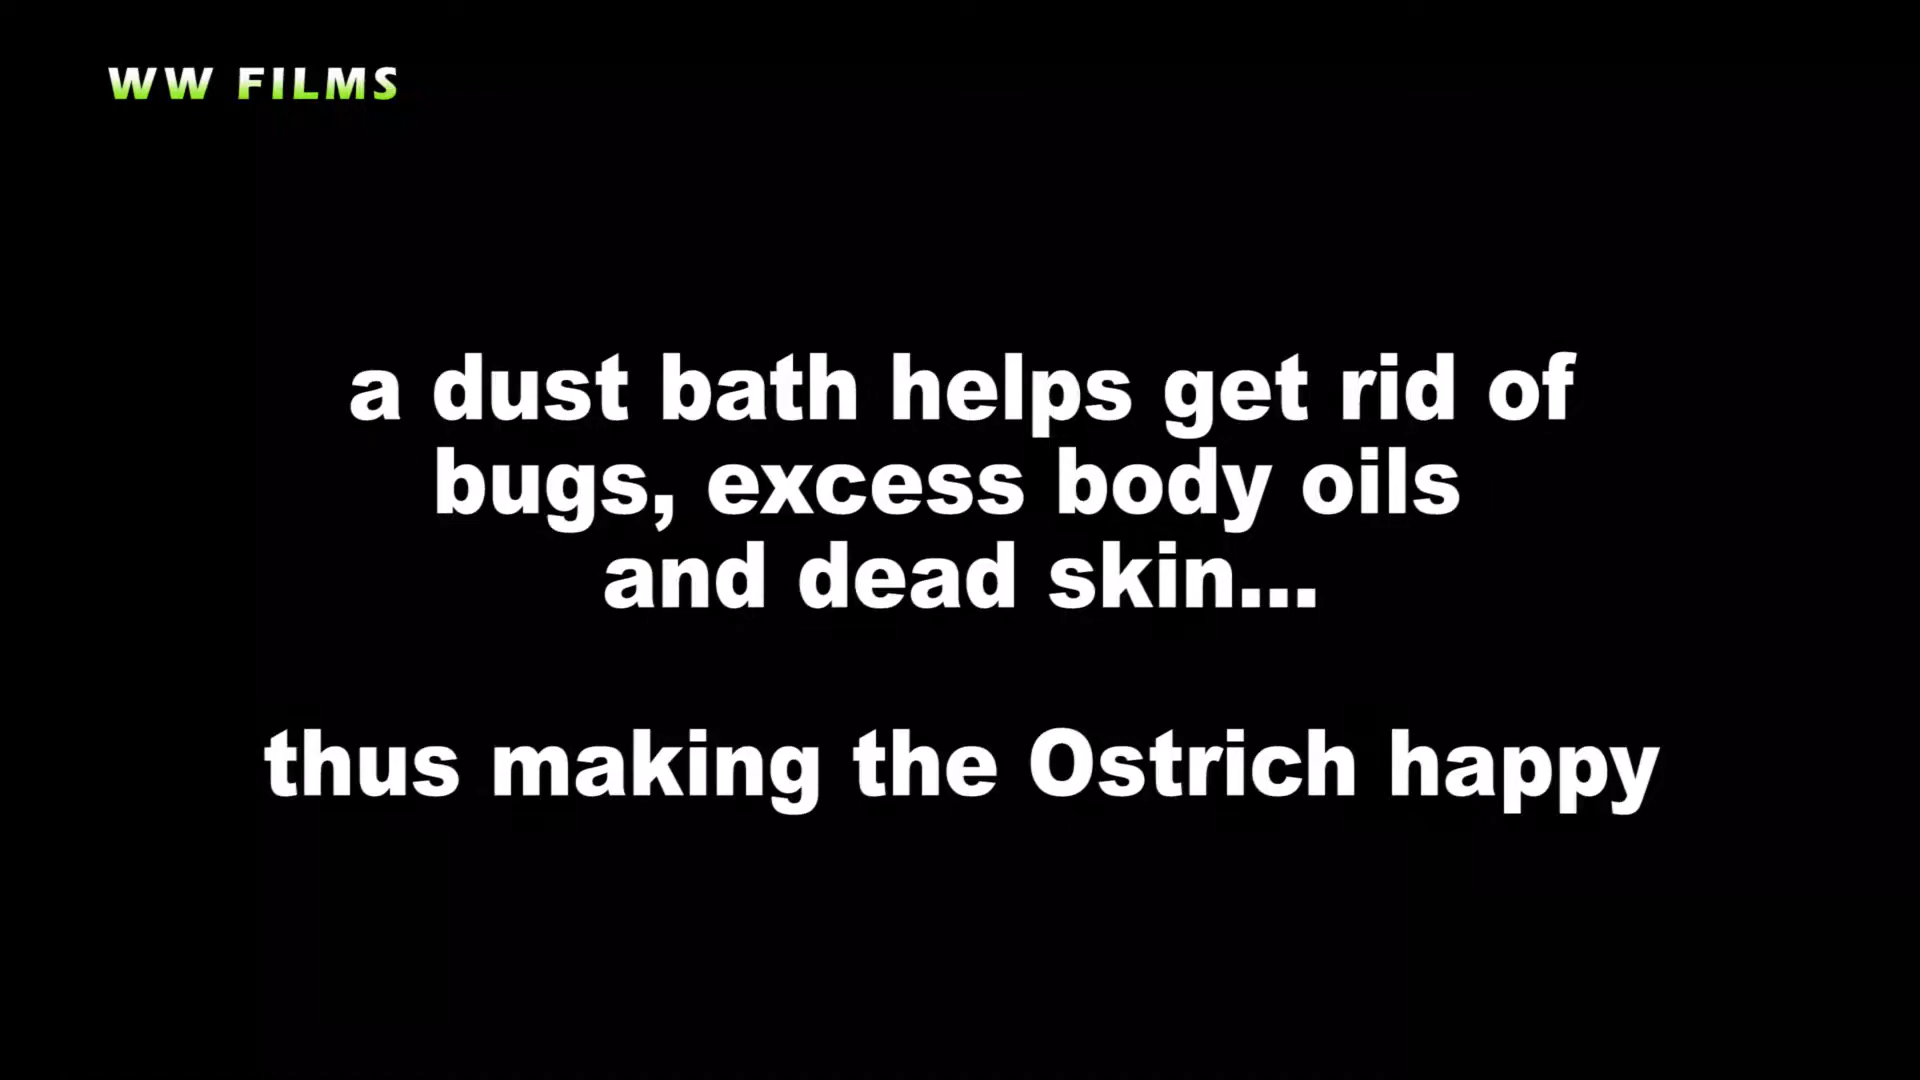 WW FILMS
a dust bath helps get rid of
bugs, excess body oils
and dead skin...
thus making the Ostrich happy